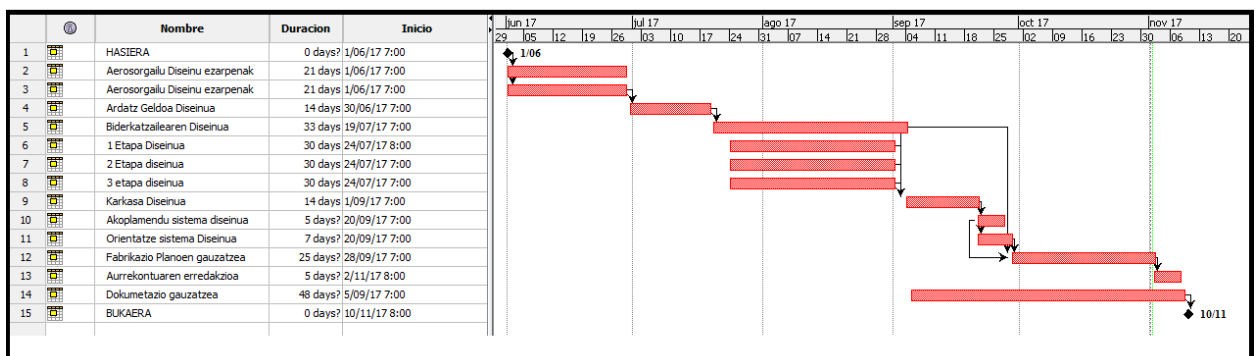 Nombre Duracion Inicio
jun 17 jul 17 ago 17 sep 17 oct 17 nov 17
29 05 12 19 26 03 10 17 24 31 07 14 21 28 04 11 18 25 02 09 16 23 30 06 13 20
1 HASIERA 0 days? 1/06/17 7:00 1/06
2 Aerosorgailu Diseinu ezarpenak 21 days 1/06/17 7:00
3 Aerosorgailu Diseinu ezarpenak 21 days 1/06/17 7:00
4 Ardatz Geldoa Diseinua 14 days 30/06/17 7:00
5 Biderkatzailearen Diseinua 33 days 19/07/17 7:00
6 1 Etapa Diseinua 30 days 24/07/17 8:00
7 2 Etapa diseinua 30 days 24/07/17 7:00
8 3 etapa diseinua 30 days 24/07/17 7:00
9 Karkasa Diseinua 14 days 1/09/17 7:00
10 Akoplamendu sistema diseinua 5 days? 20/09/17 7:00
11 Orientatze sistema Diseinua 7 days? 20/09/17 7:00
12 Fabrikazio Planoen gauzatzea 25 days? 28/09/17 7:00
13 Aurrekontuaren erredakzioa 5 days? 2/11/17 8:00
14 Dokumetazio gauzatzea 48 days? 5/09/17 7:00
15 BUKAERA 0 days? 10/11/17 8:00 10/11